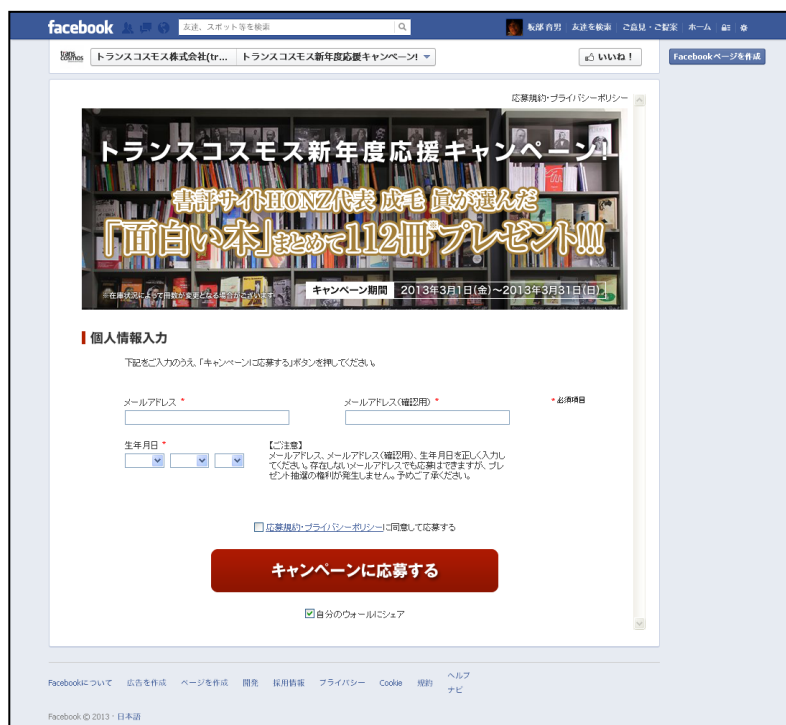 facebook
友達、スポット等を検索
板部 育男 友達を検索 ご意見・ご提案 ホーム
trans cosmos
トランスコスモス株式会社(tr... トランスコスモス新年度応援キャンペーン!
いいね！
Facebookページを作成
応募規約・プライバシーポリシー
トランスコスモス新年度応援キャンペーン!
書評サイトHONZ代表 成毛 眞が選んだ
「面白い本」まとめて112冊※プレゼント!!!
※在庫状況によって冊数が変更となる場合がございます
キャンペーン期間 2013年3月1日(金)～2013年3月31日(日)
個人情報入力
下記をご入力のうえ、「キャンペーンに応募する」ボタンを押してください。
メールアドレス *
メールアドレス(確認用) *
* 必須項目
生年月日 *
【ご注意】
メールアドレス、メールアドレス(確認用)、生年月日を正しく入力し
てください。存在しないメールアドレスでも応募はできますが、プレ
ゼント抽選の権利が発生しません。予めご了承ください。
応募規約・プライバシーポリシーに同意して応募する
キャンペーンに応募する
自分のウォールにシェア
Facebookについて 広告を作成 ページを作成 開発 採用情報 プライバシー Cookie 規約 ヘルプ
ナビ
Facebook © 2013 · 日本語